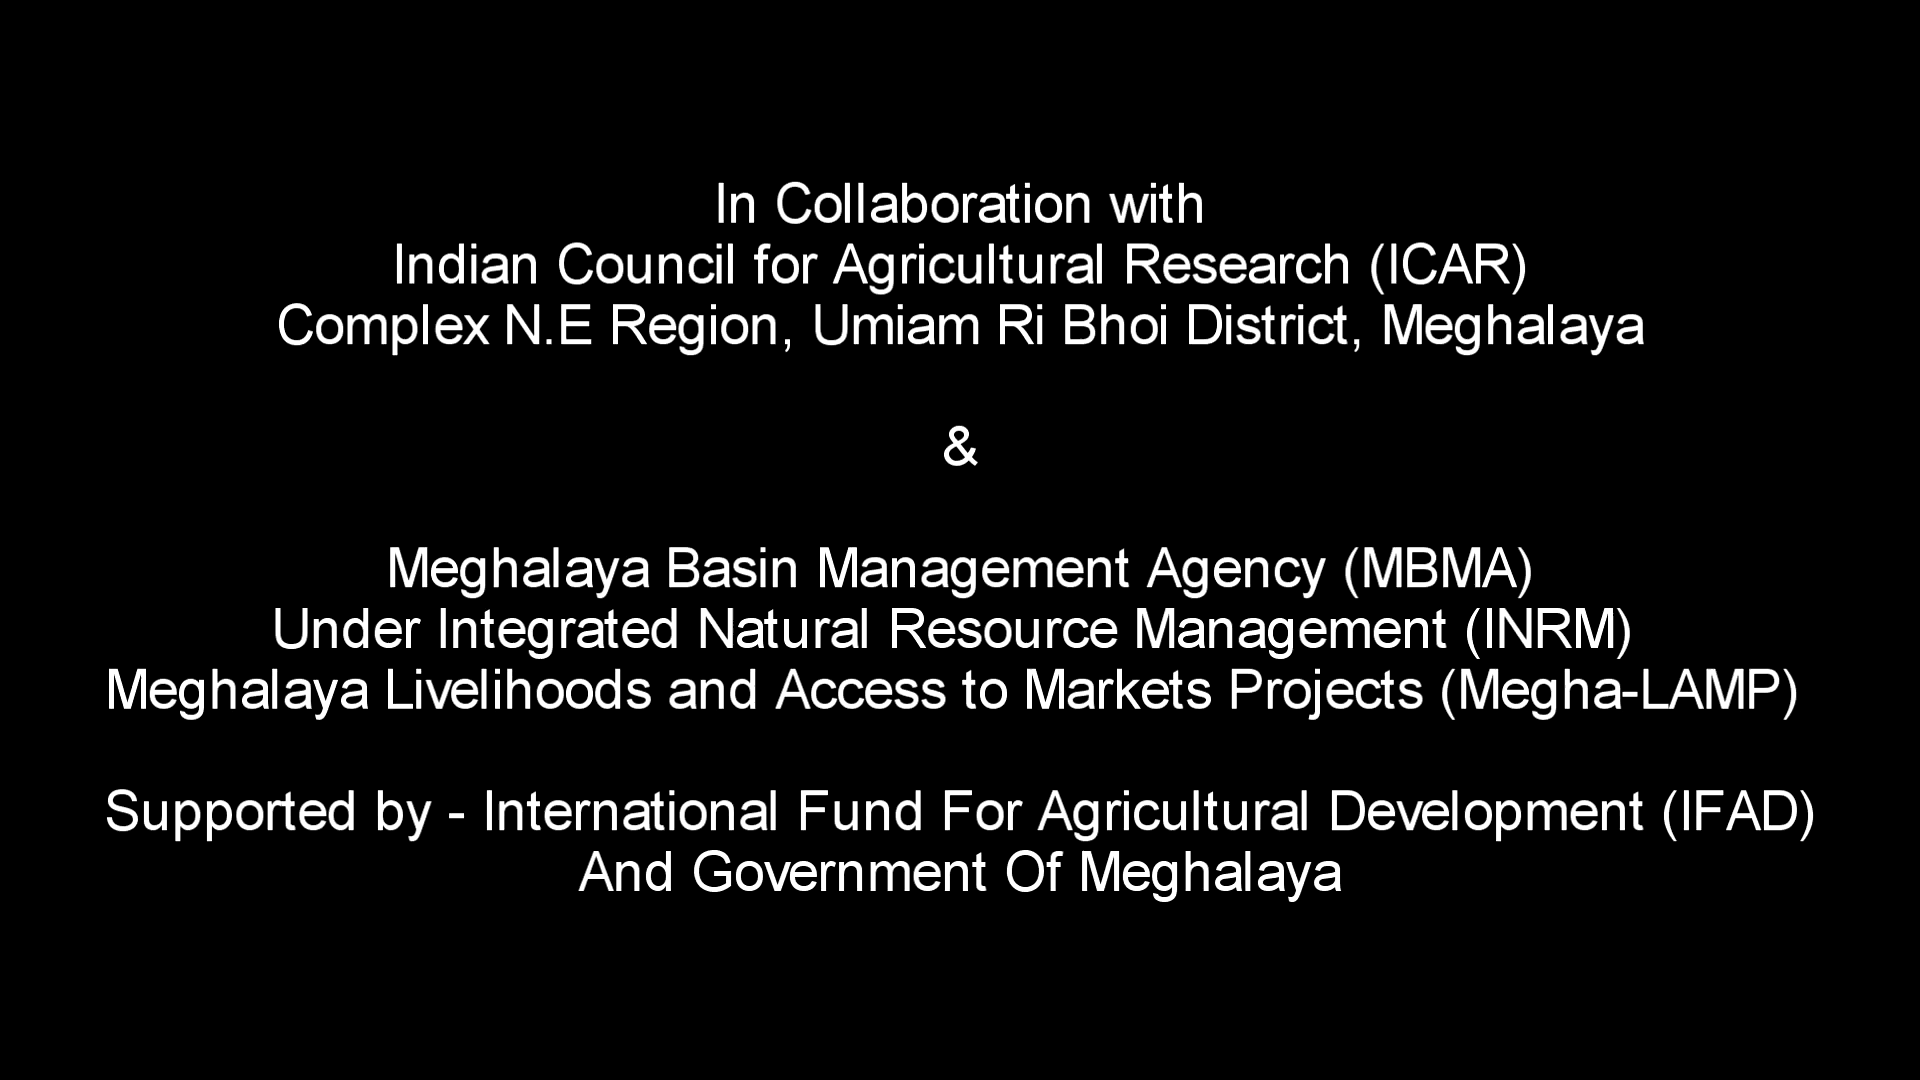 In Collaboration with
Indian Council for Agricultural Research (ICAR)
Complex N.E Region, Umiam Ri Bhoi District, Meghalaya
&
Meghalaya Basin Management Agency (MBMA)
Under Integrated Natural Resource Management (INRM)
Meghalaya Livelihoods and Access to Markets Projects (Megha-LAMP)
Supported by - International Fund For Agricultural Development (IFAD)
And Government Of Meghalaya